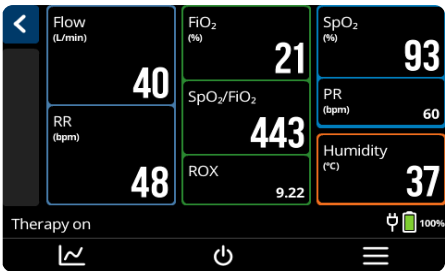 Flow
(L/min)
40
RR
(bpm)
48
FiO₂
(%)
21
SpO₂/FiO₂
443
ROX
9.22
SpO₂
(%)
93
PR
(bpm)
60
Humidity
(°C)
37
Therapy on
100%